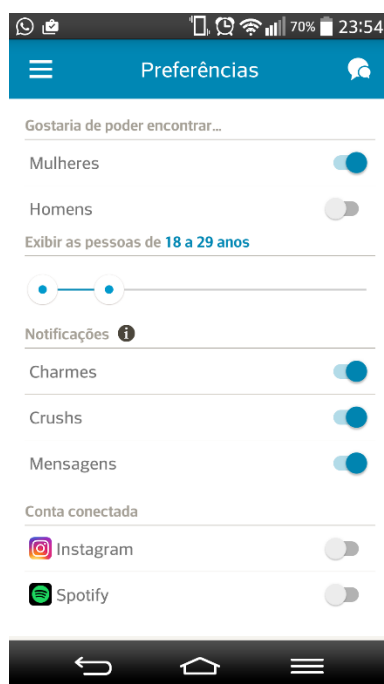 70% 23:54
Preferências
Gostaria de poder encontrar...
Mulheres
Homens
Exibir as pessoas de 18 a 29 anos
Notificações
Charmes
Crushs
Mensagens
Conta conectada
Instagram
Spotify